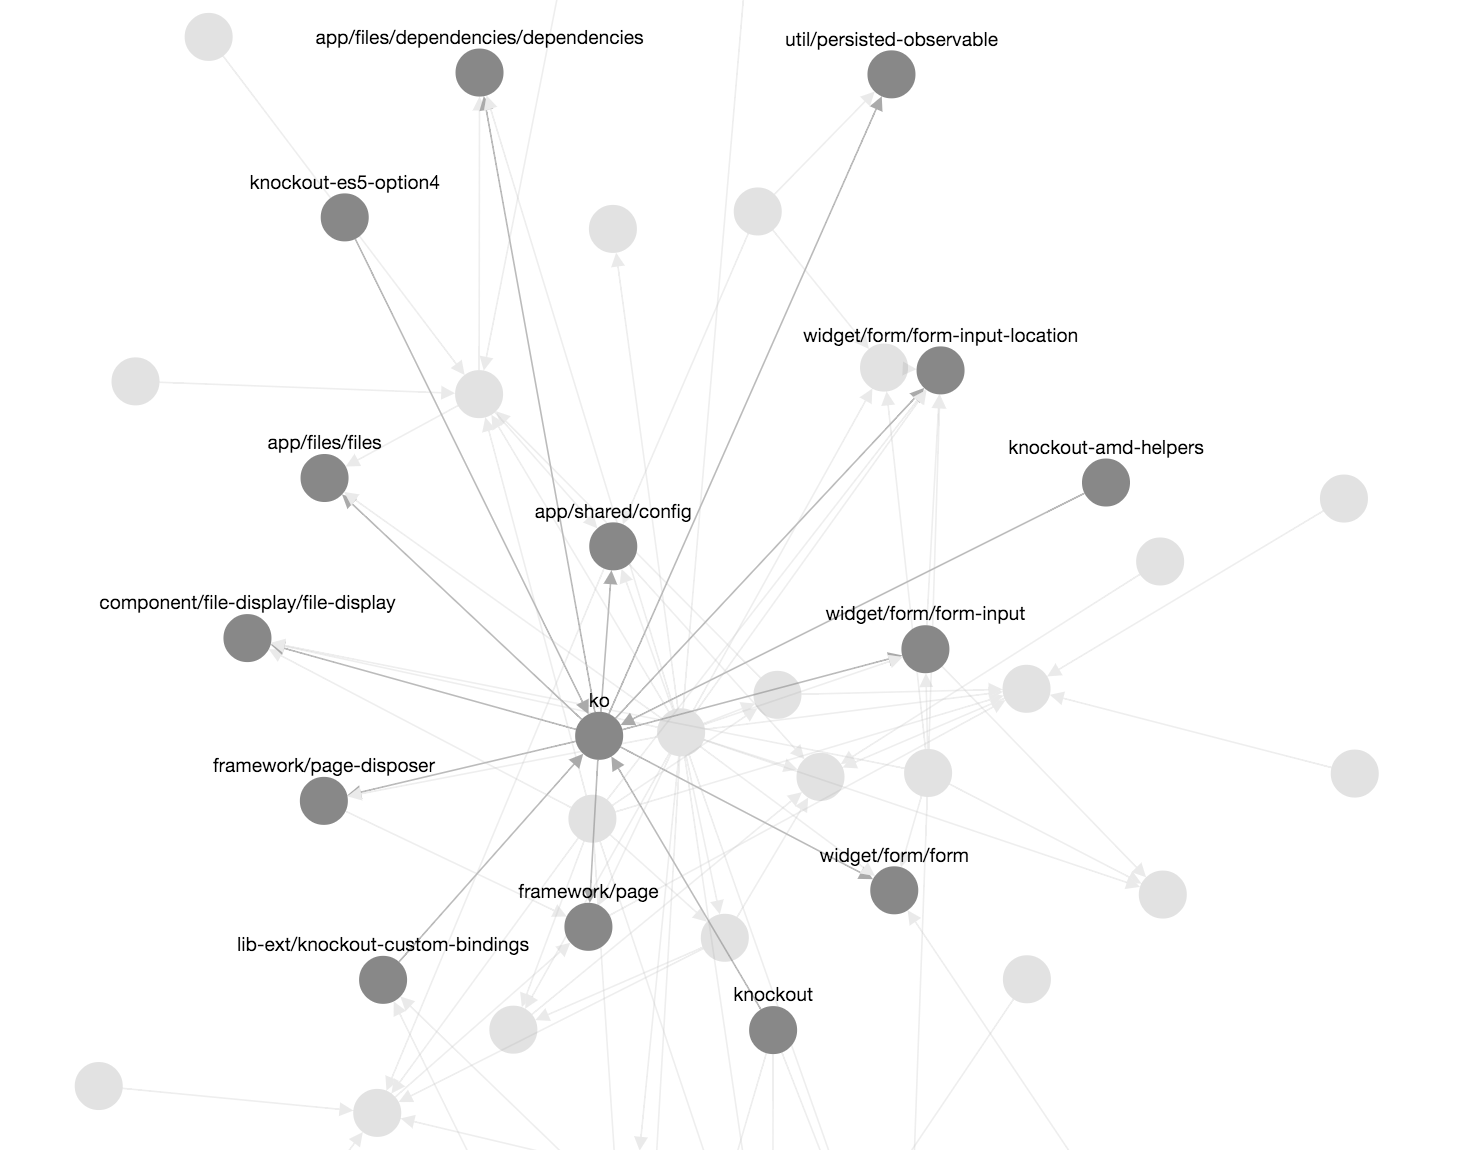 app/files/dependencies/dependencies
util/persisted-observable
knockout-es5-option4
widget/form/form-input-location
app/files/files
knockout-amd-helpers
app/shared/config
component/file-display/file-display
widget/form/form-input
ko
framework/page-disposer
widget/form/form
framework/page
lib-ext/knockout-custom-bindings
knockout